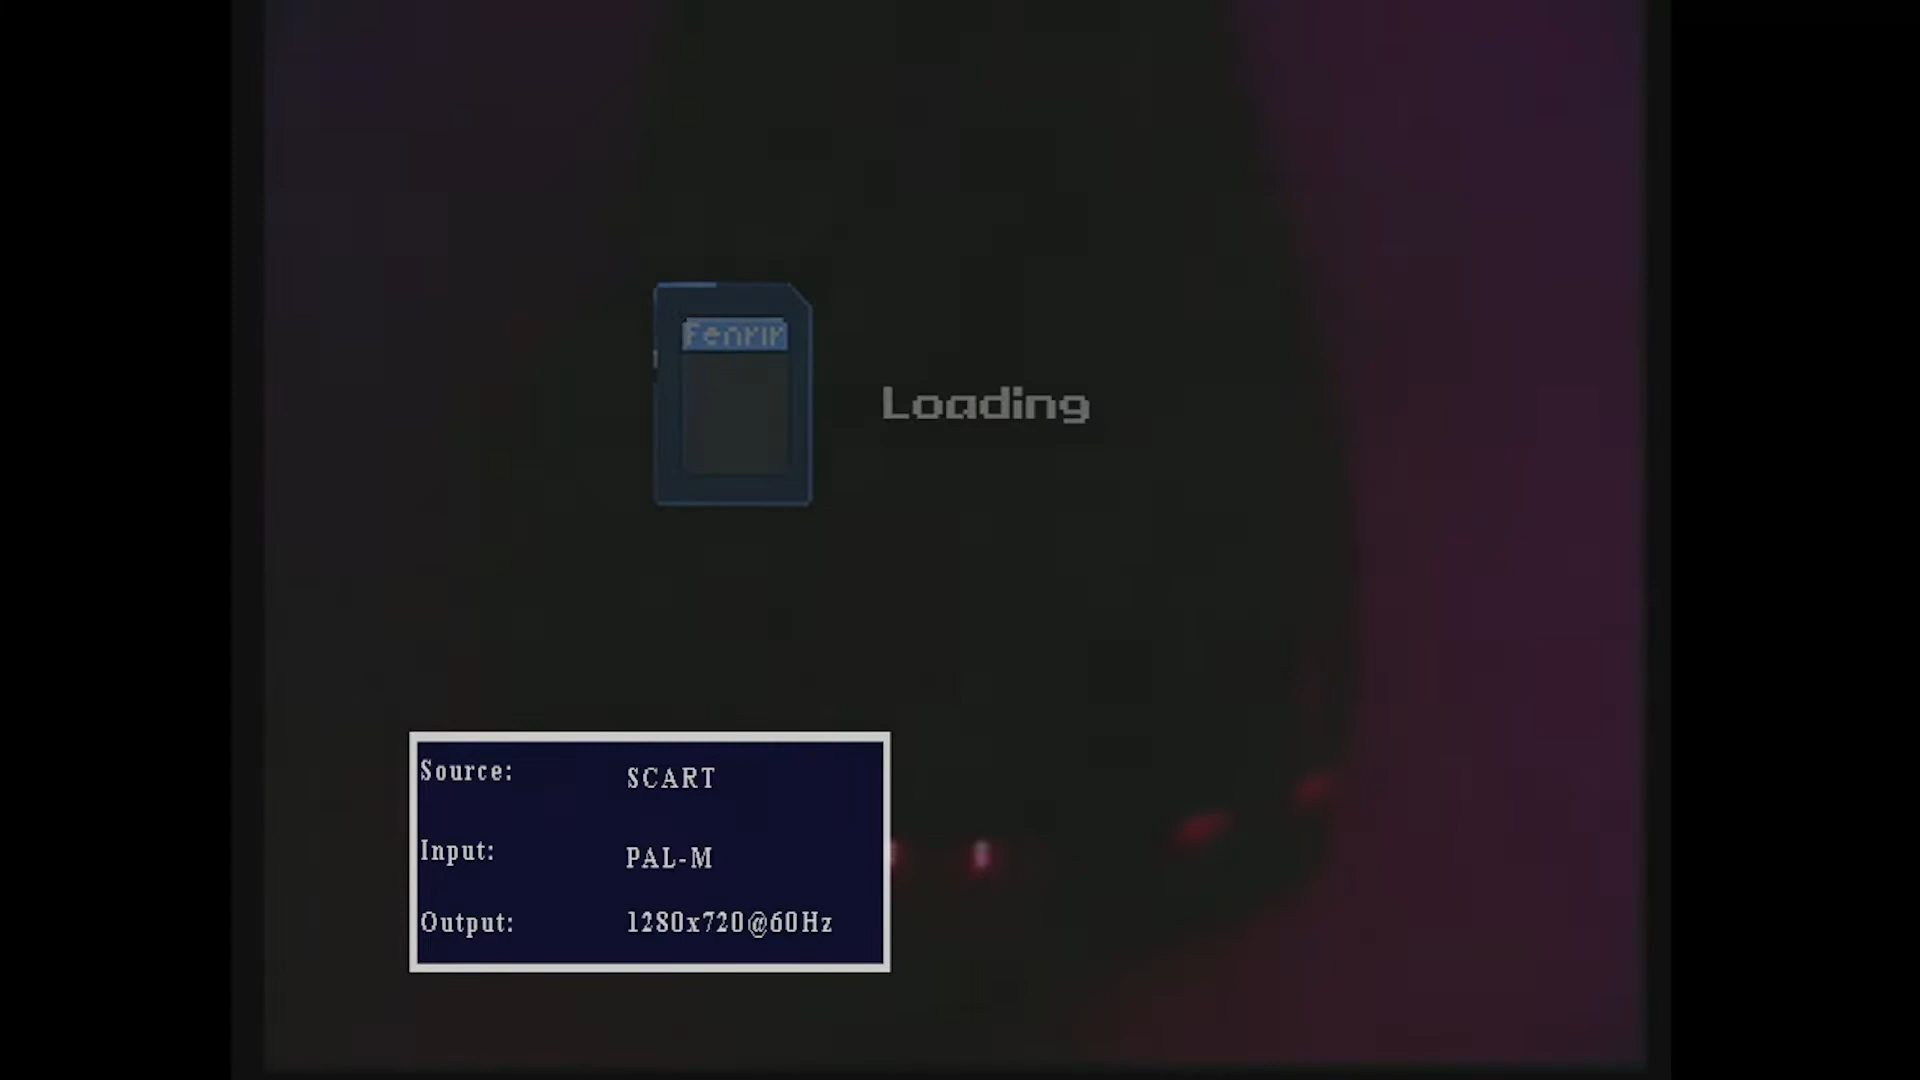 Fenrir
Loading
Source: SCART
Input: PAL-M
Output: 1280x720@60Hz